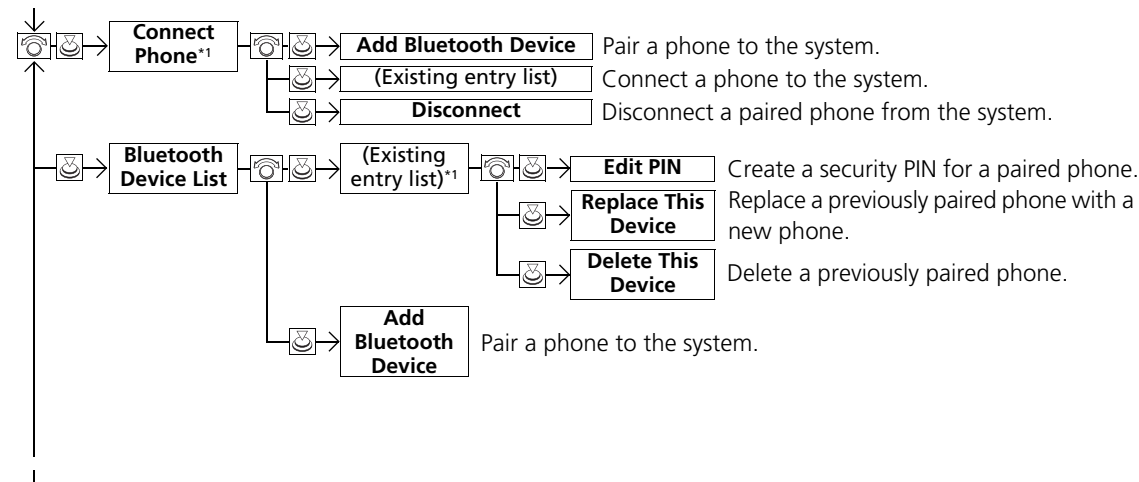 Connect
Phone*1
Add Bluetooth Device
Pair a phone to the system.
(Existing entry list)
Connect a phone to the system.
Disconnect
Disconnect a paired phone from the system.
Bluetooth
Device List
(Existing
entry list)*1
Edit PIN
Create a security PIN for a paired phone.
Replace This
Device
Replace a previously paired phone with a
new phone.
Delete This
Device
Delete a previously paired phone.
Add
Bluetooth
Device
Pair a phone to the system.